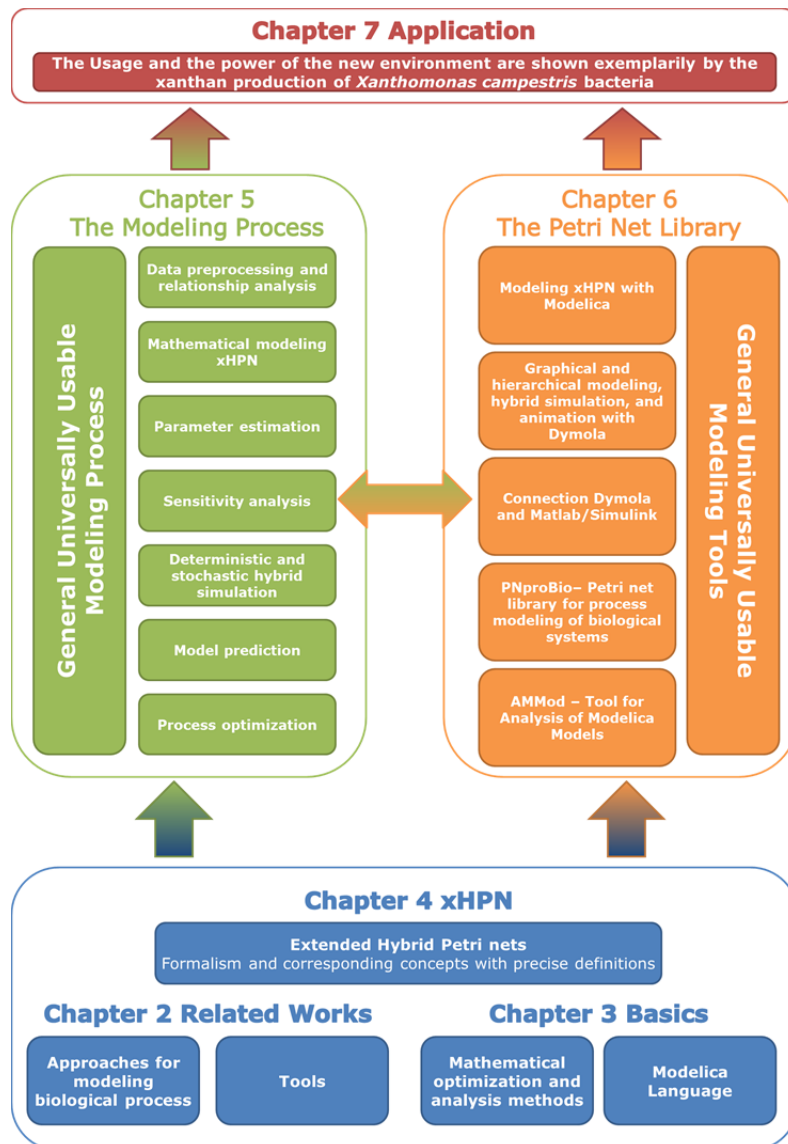 Chapter 7 Application
The Usage and the power of the new environment are shown exemplarily by the
xanthan production of Xanthomonas campestris bacteria
Chapter 5
The Modeling Process
General Universally Usable
Modeling Process
Data preprocessing and
relationship analysis
Mathematical modeling
xHPN
Parameter estimation
Sensitivity analysis
Deterministic and
stochastic hybrid
simulation
Model prediction
Process optimization
Chapter 6
The Petri Net Library
Modeling xHPN with
Modelica
Graphical and
hierarchical modeling,
hybrid simulation, and
animation with
Dymola
Connection Dymola
and Matlab/Simulink
PNproBio– Petri net
library for process
modeling of biological
systems
AMMod – Tool for
Analysis of Modelica
Models
General Universally Usable
Modeling Tools
Chapter 4 xHPN
Extended Hybrid Petri nets
Formalism and corresponding concepts with precise definitions
Chapter 2 Related Works
Approaches for
modeling
biological process
Tools
Chapter 3 Basics
Mathematical
optimization and
analysis methods
Modelica
Language